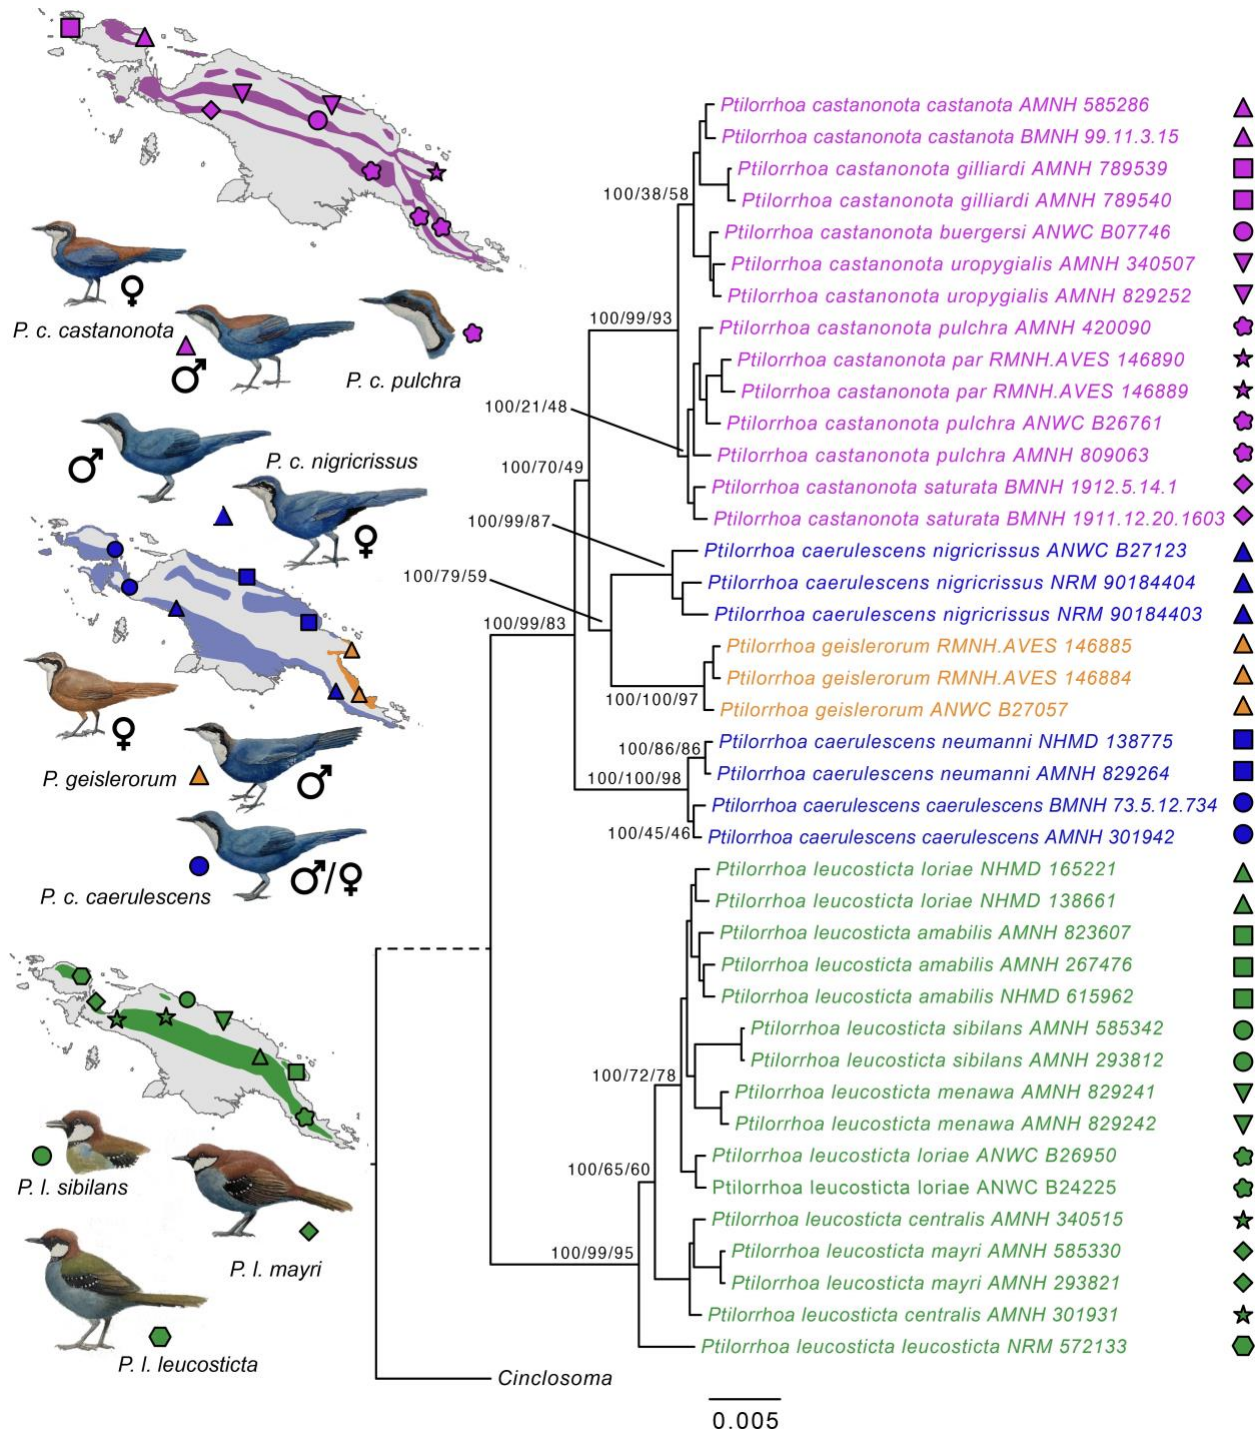 Ptilorrhoa castanonota castanota AMNH 585286
Ptilorrhoa castanonota castanota BMNH 99.11.3.15
Ptilorrhoa castanonota gilliardi AMNH 789539
100/38/58
Ptilorrhoa castanonota gilliardi AMNH 789540
Ptilorrhoa castanonota buergersi ANWC B07746
Ptilorrhoa castanonota uropygialis AMNH 340507
Ptilorrhoa castanonota uropygialis AMNH 829252
P. c. castanonota
100/99/93
Ptilorrhoa castanonota pulchra AMNH 420090
Ptilorrhoa castanonota par RMNH.AVES 146890
P. c. pulchra
Ptilorrhoa castanonota par RMNH.AVES 146889
100/21/48
Ptilorrhoa castanonota pulchra ANWC B26761
Ptilorrhoa castanonota pulchra AMNH 809063
P. c. nigricrissus
100/70/49
Ptilorrhoa castanonota saturata BMNH 1912.5.14.1
Ptilorrhoa castanonota saturata BMNH 1911.12.20.1603
100/99/87
Ptilorrhoa caerulescens nigricrissus ANWC B27123
100/79/59
Ptilorrhoa caerulescens nigricrissus NRM 90184404
Ptilorrhoa caerulescens nigricrissus NRM 90184403
100/99/83
Ptilorrhoa geislerorum RMNH.AVES 146885
Ptilorrhoa geislerorum RMNH.AVES 146884
100/100/97
Ptilorrhoa geislerorum ANWC B27057
100/86/86
Ptilorrhoa caerulescens neumanni NHMD 138775
P. geislerorum
100/100/98
Ptilorrhoa caerulescens neumanni AMNH 829264
Ptilorrhoa caerulescens caerulescens BMNH 73.5.12.734
100/45/46
Ptilorrhoa caerulescens caerulescens AMNH 301942
♂/♀
P. c. caerulescens
Ptilorrhoa leucosticta loriae NHMD 165221
Ptilorrhoa leucosticta loriae NHMD 138661
Ptilorrhoa leucosticta amabilis AMNH 823607
Ptilorrhoa leucosticta amabilis AMNH 267476
Ptilorrhoa leucosticta amabilis NHMD 615962
Ptilorrhoa leucosticta sibilans AMNH 585342
Ptilorrhoa leucosticta sibilans AMNH 293812
100/72/78
Ptilorrhoa leucosticta menawa AMNH 829241
Ptilorrhoa leucosticta menawa AMNH 829242
Ptilorrhoa leucosticta loriae ANWC B26950
100/65/60
P. l. sibilans
Ptilorrhoa leucosticta loriae ANWC B24225
Ptilorrhoa leucosticta centralis AMNH 340515
100/99/95
Ptilorrhoa leucosticta mayri AMNH 585330
P. l. mayri
Ptilorrhoa leucosticta mayri AMNH 293821
Ptilorrhoa leucosticta centralis AMNH 301931
Ptilorrhoa leucosticta leucosticta NRM 572133
P. l. leucosticta
Cinclosoma
0.005